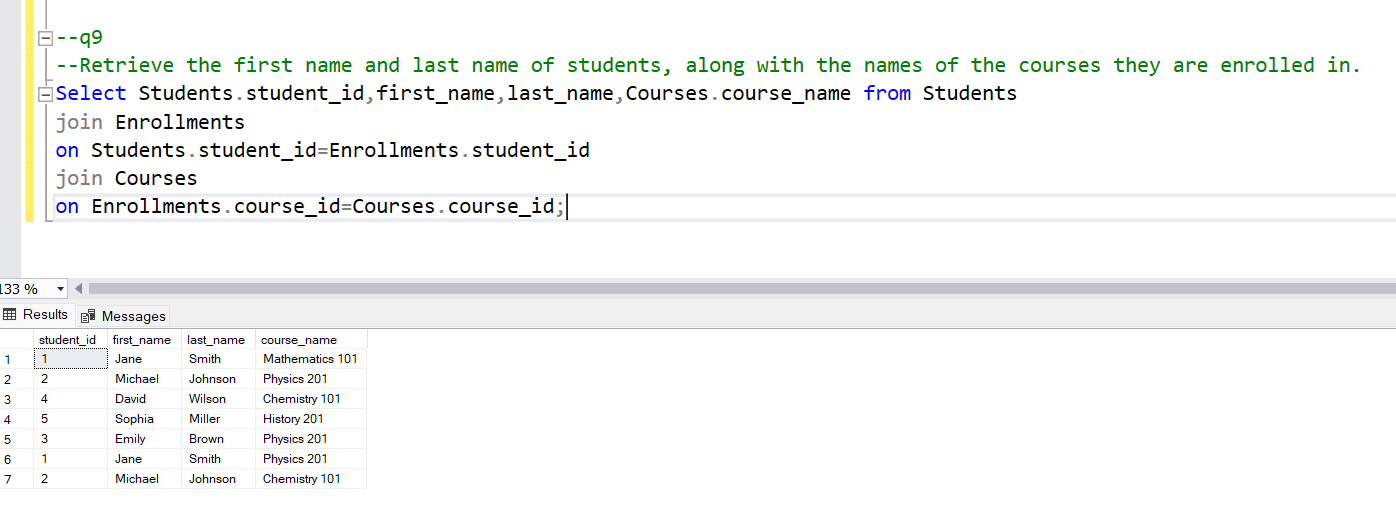 --q9
--Retrieve the first name and last name of students, along with the names of the courses they are enrolled in.
Select Students.student_id,first_name,last_name,Courses.course_name from Students
join Enrollments
on Students.student_id=Enrollments.student_id
join Courses
on Enrollments.course_id=Courses.course_id;
133 %
Results Messages
student_id first_name last_name course_name
1 1 Jane Smith Mathematics 101
2 2 Michael Johnson Physics 201
3 4 David Wilson Chemistry 101
4 5 Sophia Miller History 201
5 3 Emily Brown Physics 201
6 1 Jane Smith Physics 201
7 2 Michael Johnson Chemistry 101